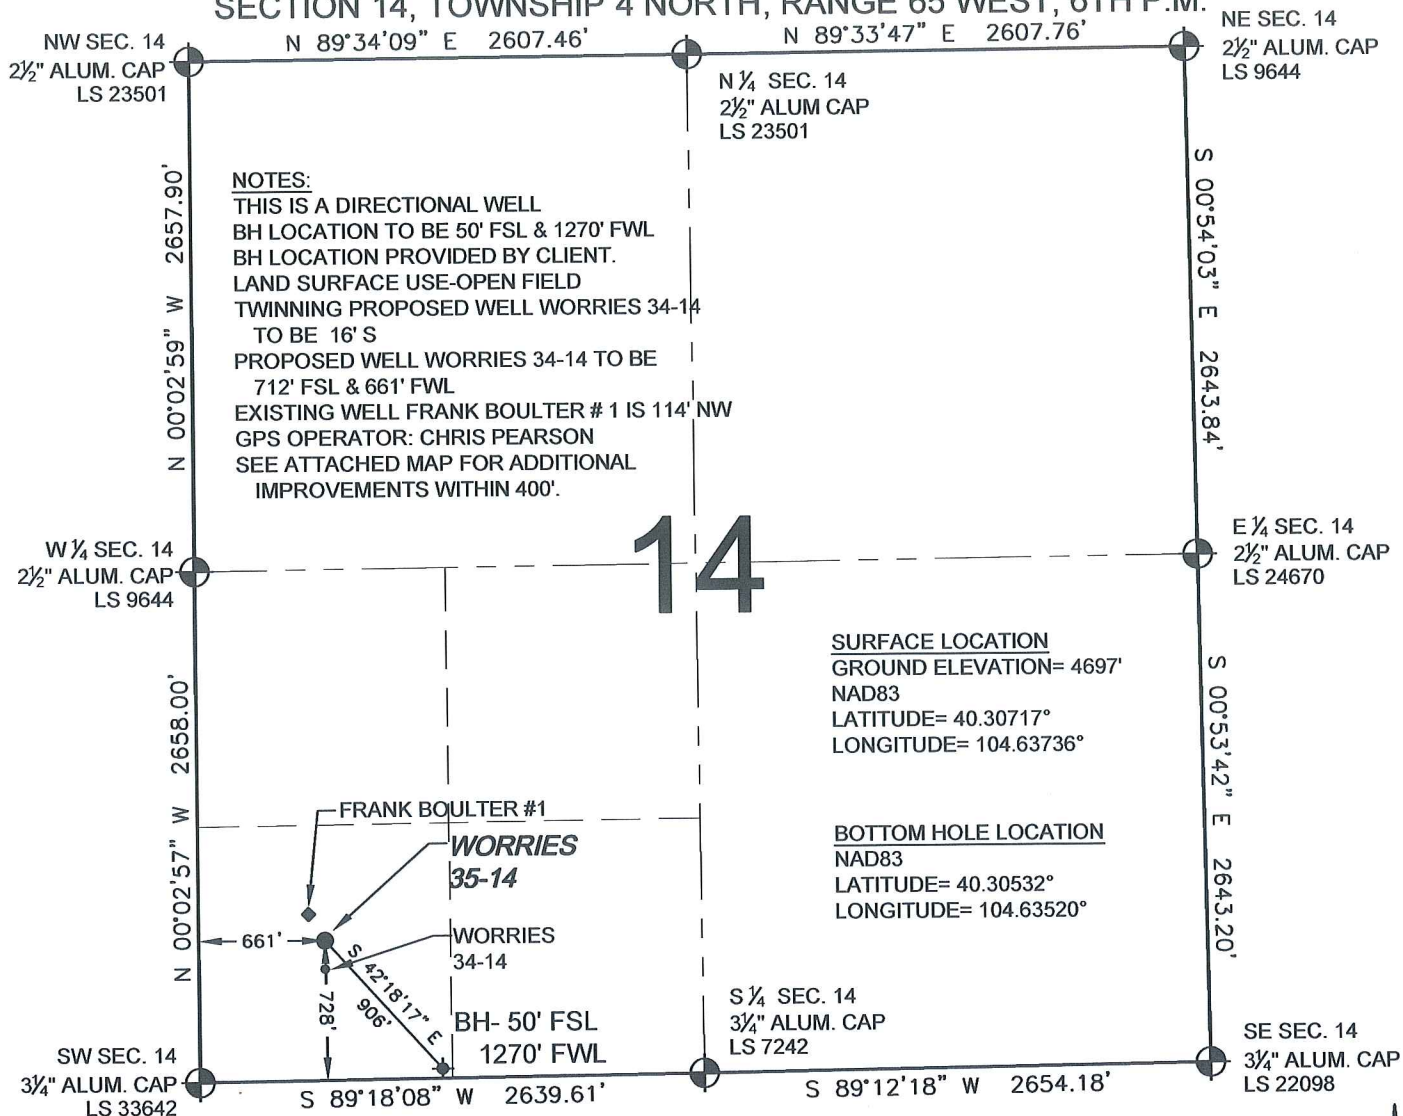 SECTION 14, TOWNSHIP 4 NORTH, RANGE 65 WEST, 6TH P.M.
NW SEC. 14
2½" ALUM. CAP
LS 23501
N 89°34'09" E 2607.46'
N 89°33'47" E 2607.76'
NE SEC. 14
2½" ALUM. CAP
LS 9644
N ¼ SEC. 14
2½" ALUM CAP
LS 23501
N 00°02'59" W 2657.90'
NOTES:
THIS IS A DIRECTIONAL WELL
BH LOCATION TO BE 50' FSL & 1270' FWL
BH LOCATION PROVIDED BY CLIENT.
LAND SURFACE USE-OPEN FIELD
TWINNING PROPOSED WELL WORRIES 34-14
TO BE 16' S
PROPOSED WELL WORRIES 34-14 TO BE
712' FSL & 661' FWL
EXISTING WELL FRANK BOULTER # 1 IS 114' NW
GPS OPERATOR: CHRIS PEARSON
SEE ATTACHED MAP FOR ADDITIONAL
IMPROVEMENTS WITHIN 400'.
S 00°54'03" E 2643.84'
W ¼ SEC. 14
2½" ALUM. CAP
LS 9644
14
E ¼ SEC. 14
2½" ALUM. CAP
LS 24670
SURFACE LOCATION
GROUND ELEVATION= 4697'
NAD83
LATITUDE= 40.30717°
LONGITUDE= 104.63736°
BOTTOM HOLE LOCATION
NAD83
LATITUDE= 40.30532°
LONGITUDE= 104.63520°
N 00°02'57" W 2658.00'
S 00°53'42" E 2643.20'
FRANK BOULTER #1
WORRIES
35-14
661'
WORRIES
34-14
728'
S 42°18'17" E
906'
BH- 50' FSL
1270' FWL
S ¼ SEC. 14
3¼" ALUM. CAP
LS 7242
SW SEC. 14
3¼" ALUM. CAP
LS 33642
S 89°18'08" W 2639.61'
S 89°12'18" W 2654.18'
SE SEC. 14
3¼" ALUM. CAP
LS 22098